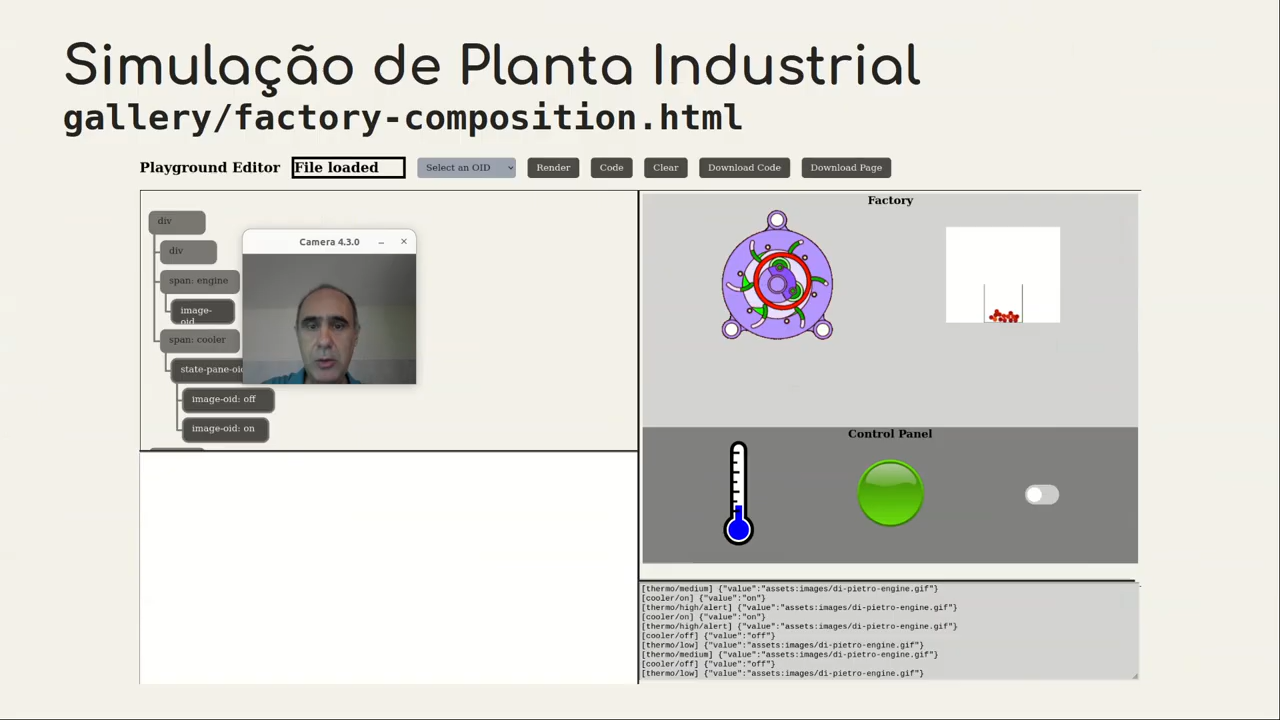 Simulação de Planta Industrial
gallery/factory-composition.html
Playground Editor File loaded Select an OID Render Code Clear Download Code Download Page
div
div
span: engine
image-
oid
span: cooler
state-pane-oid
image-oid: off
image-oid: on
Camera 4.3.0
Factory
Control Panel
[thermo/medium] {"value":"assets:images/di-pietro-engine.gif"}
[cooler/on] {"value":"on"}
[thermo/high/alert] {"value":"assets:images/di-pietro-engine.gif"}
[cooler/on] {"value":"on"}
[thermo/high/alert] {"value":"assets:images/di-pietro-engine.gif"}
[cooler/off] {"value":"off"}
[thermo/low] {"value":"assets:images/di-pietro-engine.gif"}
[thermo/medium] {"value":"assets:images/di-pietro-engine.gif"}
[cooler/off] {"value":"off"}
[thermo/low] {"value":"assets:images/di-pietro-engine.gif"}